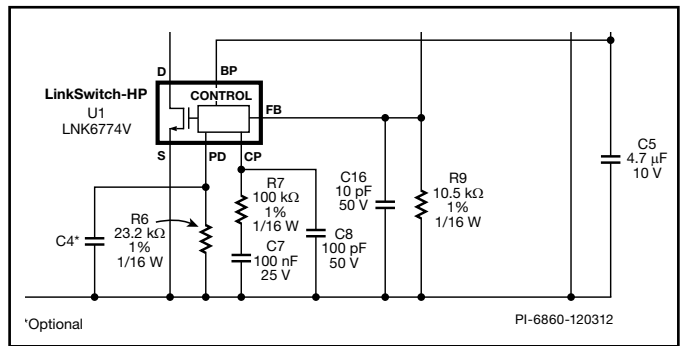 D
BP
LinkSwitch-HP
U1
LNK6774V
CONTROL
FB
S
PD
CP
C5
4.7 µF
10 V
C16
10 pF
50 V
R9
10.5 kΩ
1%
1/16 W
R7
100 kΩ
1%
1/16 W
R6
23.2 kΩ
1%
1/16 W
C4*
C8
100 pF
50 V
C7
100 nF
25 V
*Optional
PI-6860-120312